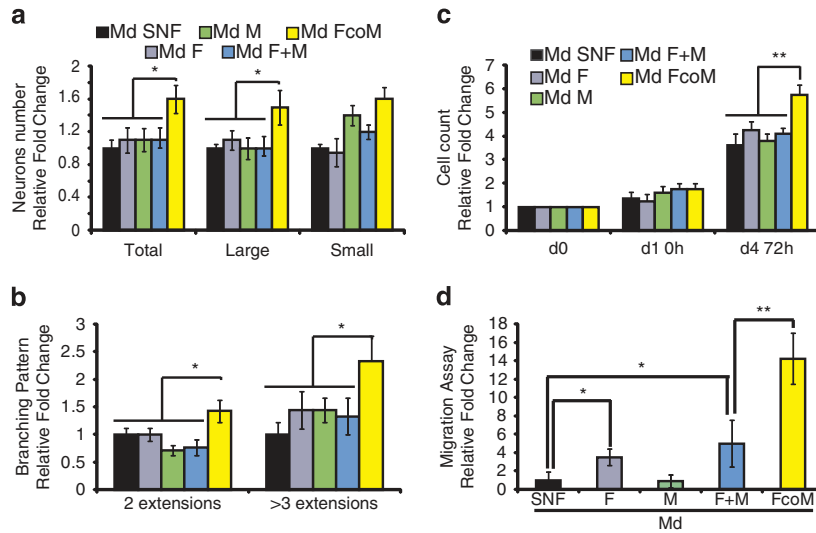 a
Md SNF Md M Md FcoM
Md F Md F+M
Neurons number
Relative Fold Change
2
1.6
1.2
0.8
0.4
0
*
*
Total Large Small
b
Branching Pattern
Relative Fold Change
3
2.5
2
1.5
1
0.5
0
*
*
2 extensions >3 extensions
c
Md SNF Md F+M
Md F Md FcoM
Md M
Cell count
Relative Fold Change
7
6
5
4
3
2
1
0
**
d0 d1 0h d4 72h
d
Migration Assay
Relative Fold Change
18
16
14
12
10
8
6
4
2
0
*
*
**
SNF F M F+M FcoM
Md